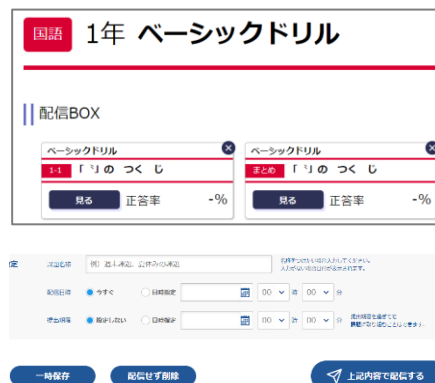 国語 1年 ベーシックドリル
配信BOX
ベーシックドリル
1-1 「〝」の つく じ
見る 正答率 -%
ベーシックドリル
まとめ 「〝」の つく じ
見る 正答率 -%
配信日時 今すぐ 日時指定 00 時 00 分
提出期限 指定しない 日時指定 00 時 00 分
一時保存
配信せず削除
上記内容で配信する